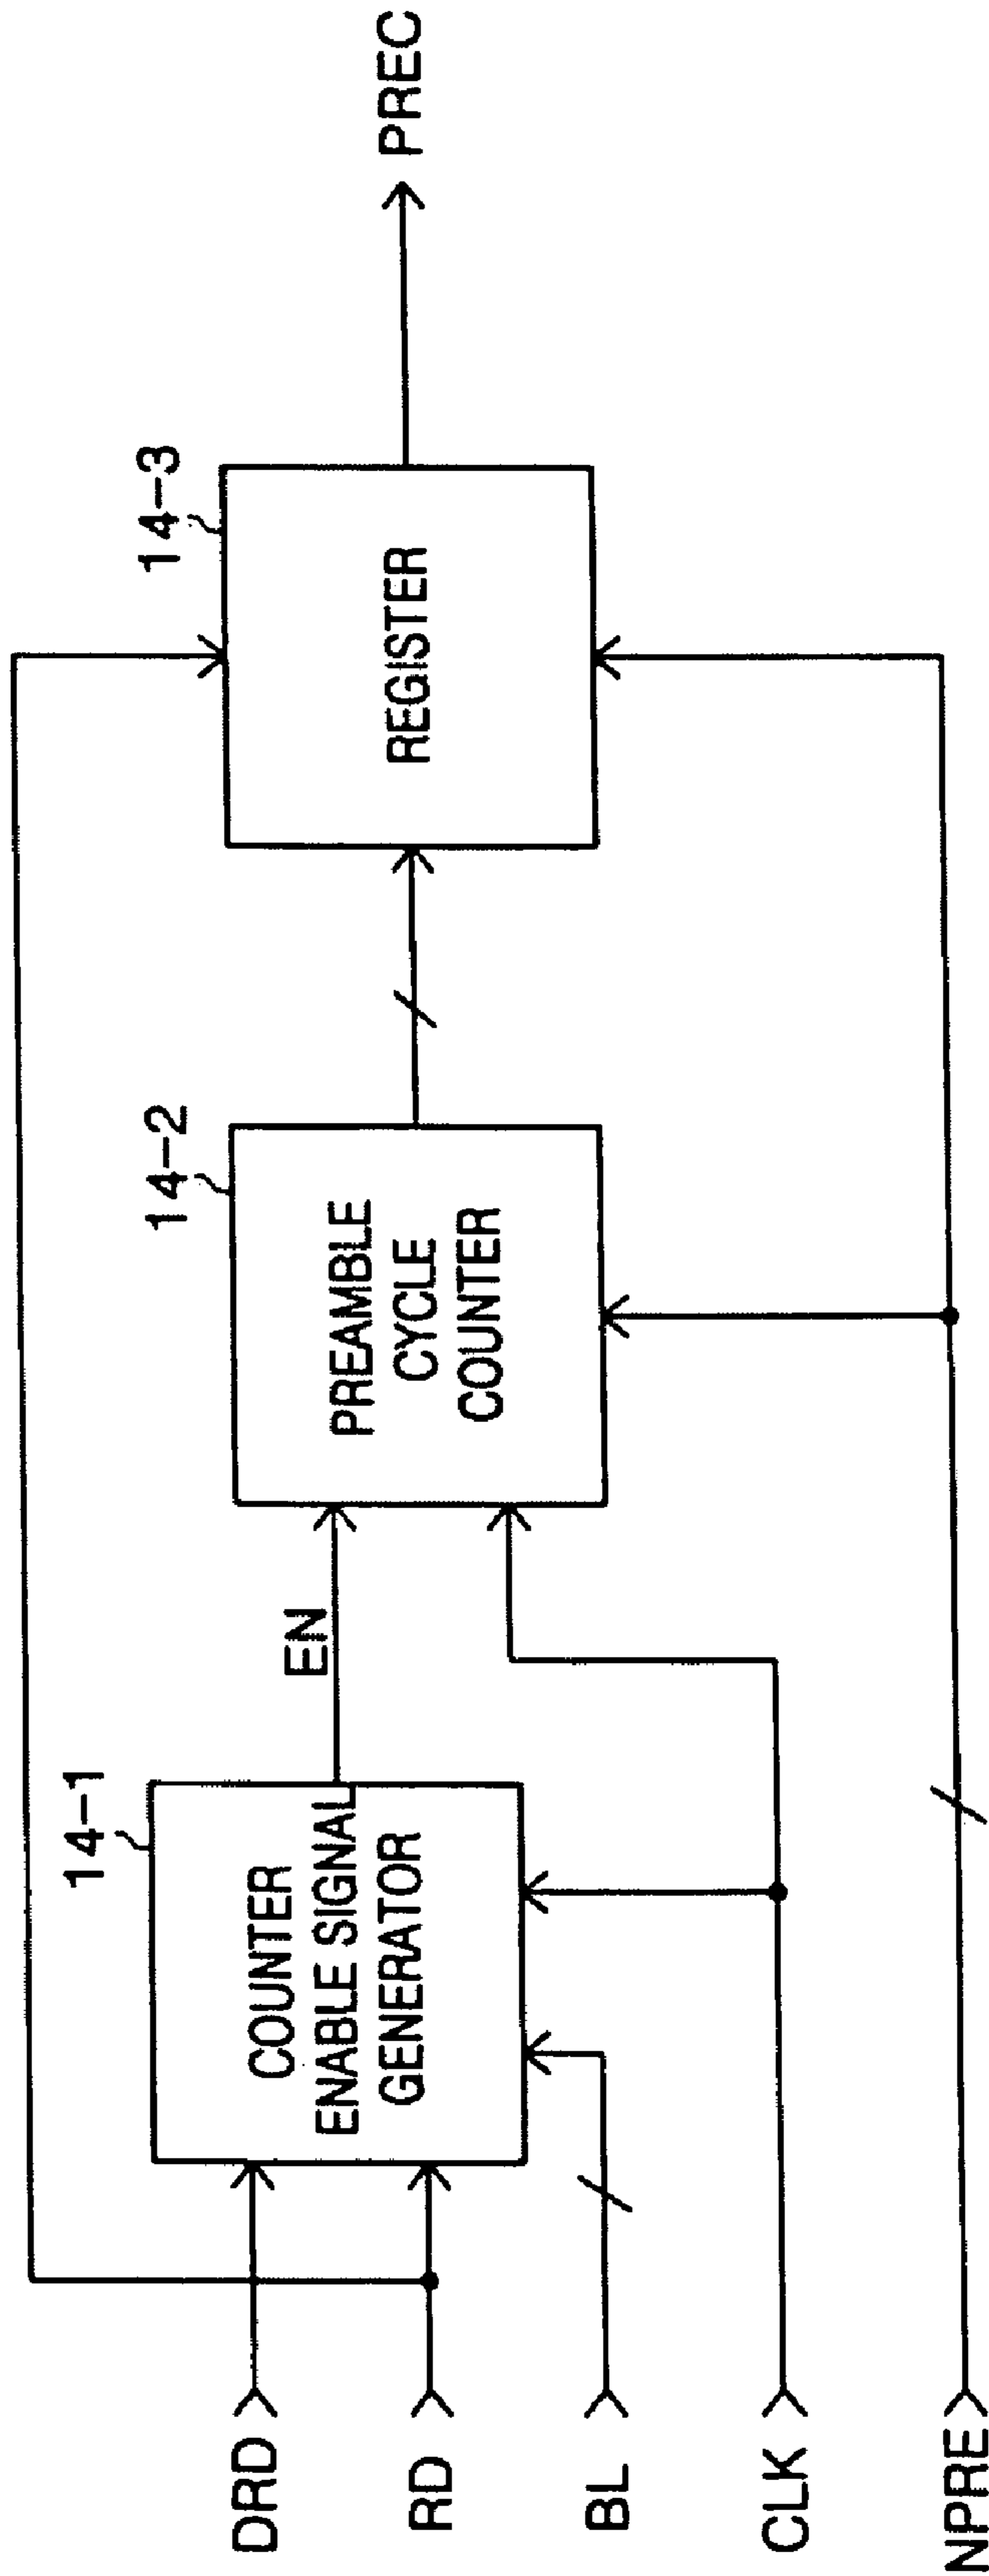 14-1
14-2
14-3
DRD
RD
BL
CLK
NPRE
COUNTER
ENABLE SIGNAL
GENERATOR
EN
PREAMBLE
CYCLE
COUNTER
REGISTER
PREC